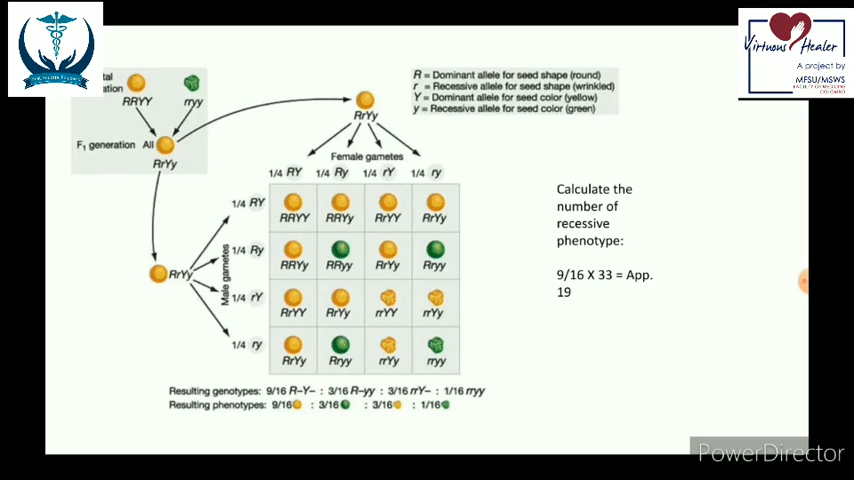 Virtuous Healer
A project by
MFSU/MSWS
FACULTY OF MEDICINE
COLOMBO
RRYY rryy
F1 generation All
RrYy
RrYy
R = Dominant allele for seed shape (round)
r = Recessive allele for seed shape (wrinkled)
Y = Dominant allele for seed color (yellow)
y = Recessive allele for seed color (green)
Female gametes
1/4 RY 1/4 Ry 1/4 rY 1/4 ry
Male gametes
RrYy
1/4 RY RRYY RRYy RrYY RrYy
1/4 Ry RRYy RRyy RrYy Rryy
1/4 rY RrYY RrYy rrYY rrYy
1/4 ry RrYy Rryy rrYy rryy
Resulting genotypes: 9/16 R–Y– : 3/16 R–yy : 3/16 rrY– : 1/16 rryy
Resulting phenotypes: 9/16 : 3/16 : 3/16 : 1/16
Calculate the
number of
recessive
phenotype:
9/16 X 33 = App.
19
PowerDirector